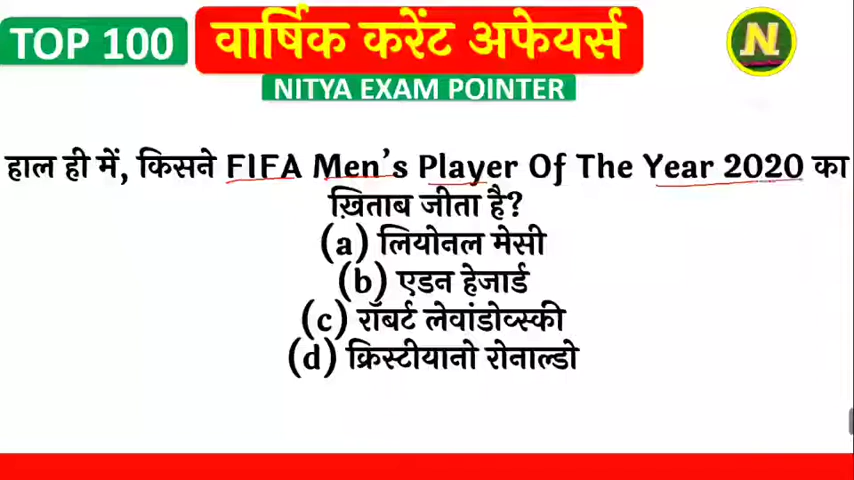 TOP 100
वार्षिक करेंट अफेयर्स
N
NITYA EXAM POINTER
हाल ही में, किसने FIFA Men's Player Of The Year 2020 का
ख़िताब जीता है?
(a) लियोनल मेसी
(b) एडन हेजार्ड
(c) रॉबर्ट लेवांडोव्स्की
(d) क्रिस्टीयानो रोनाल्डो